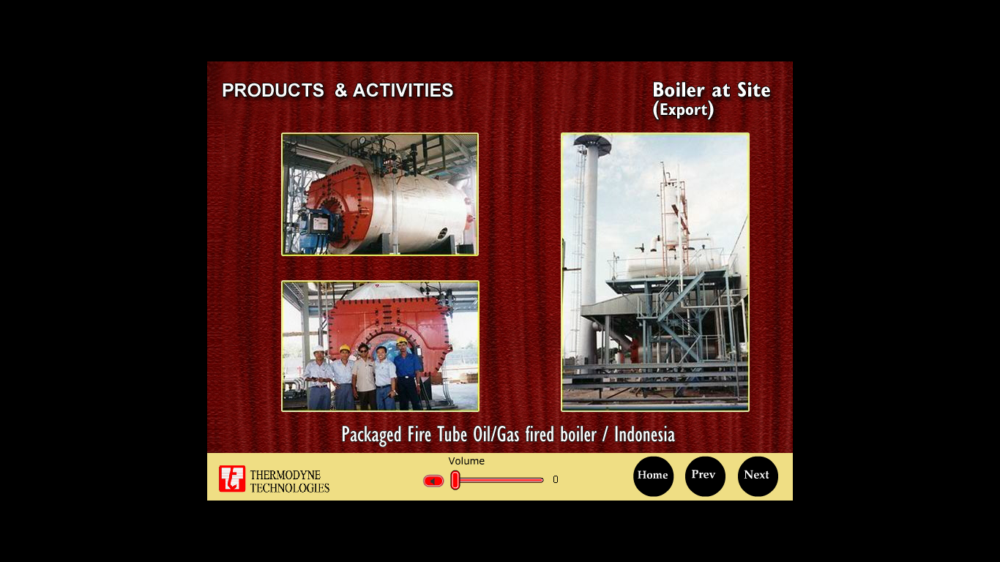 PRODUCTS & ACTIVITIES
Boiler at Site
(Export)
Packaged Fire Tube Oil/Gas fired boiler / Indonesia
THERMODYNE
TECHNOLOGIES
Volume
0
Home
Prev
Next